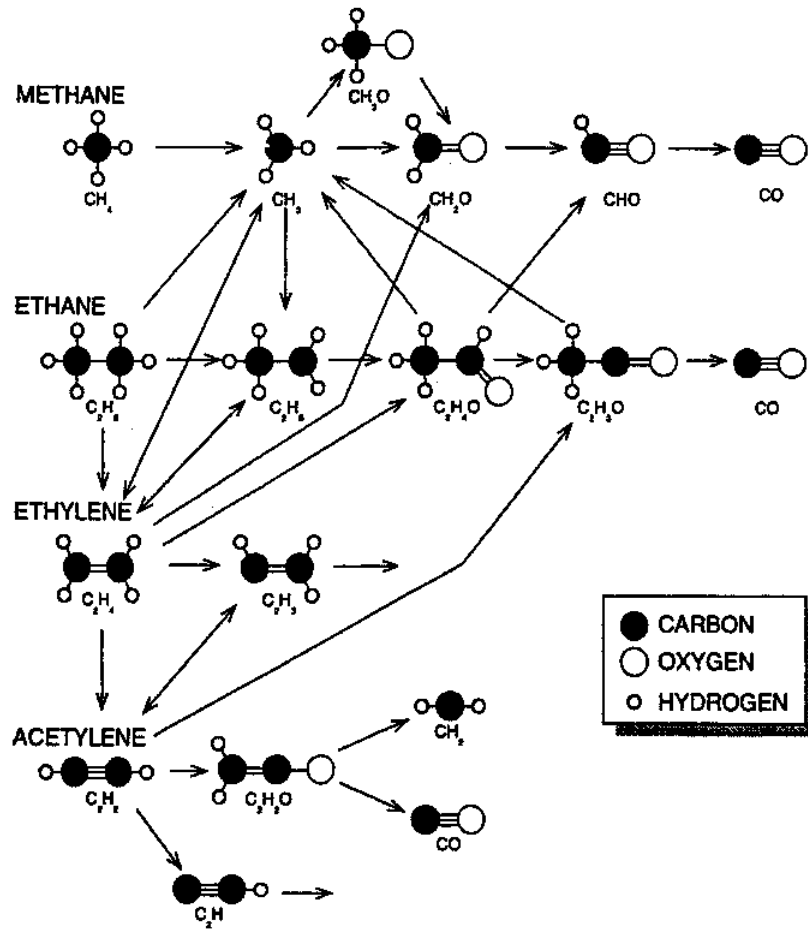 CH₃O
METHANE
CH₄
CH₃
CH₂O
CHO
CO
ETHANE
C₂H₆
C₂H₅
C₂H₄O
C₂H₃O
CO
ETHYLENE
C₂H₄
C₂H₃
CARBON
OXYGEN
HYDROGEN
ACETYLENE
CH₂
C₂H₂
C₂H₂O
CO
C₂H